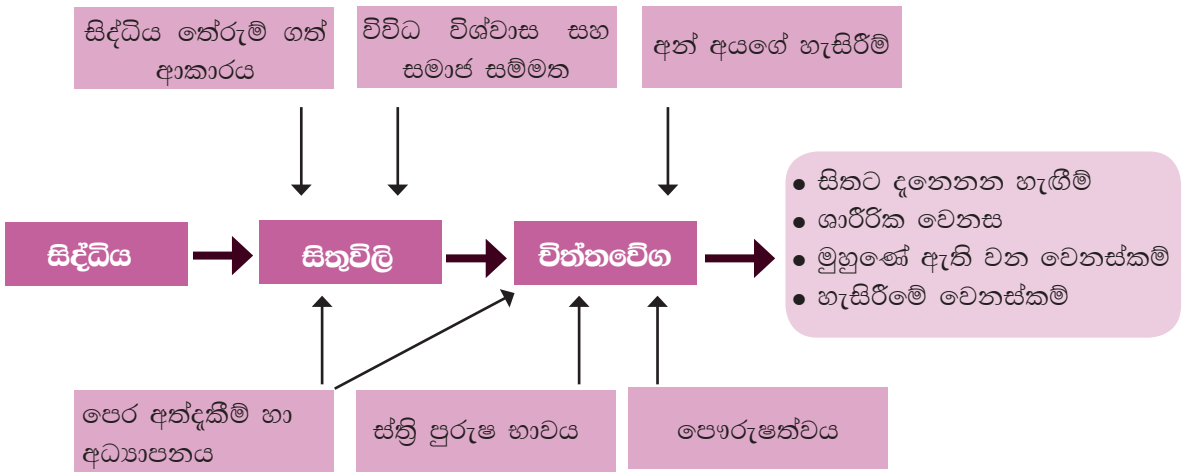 සිද්ධිය තේරුම් ගත්
ආකාරය
විවිධ විශ්වාස සහ
සමාජ සම්මත
අන් අයගේ හැසිරීම්
සිද්ධිය
සිතුවිලි
චිත්තවේග
• සිතට දැනෙනන හැඟීම්
• ශාරීරික වෙනස
• මුහුණේ ඇති වන වෙනස්කම්
• හැසිරීමේ වෙනස්කම්
පෙර අත්දැකීම් හා
අධ්‍යාපනය
ස්ත්‍රි පුරුෂ භාවය
පෞරුෂත්වය